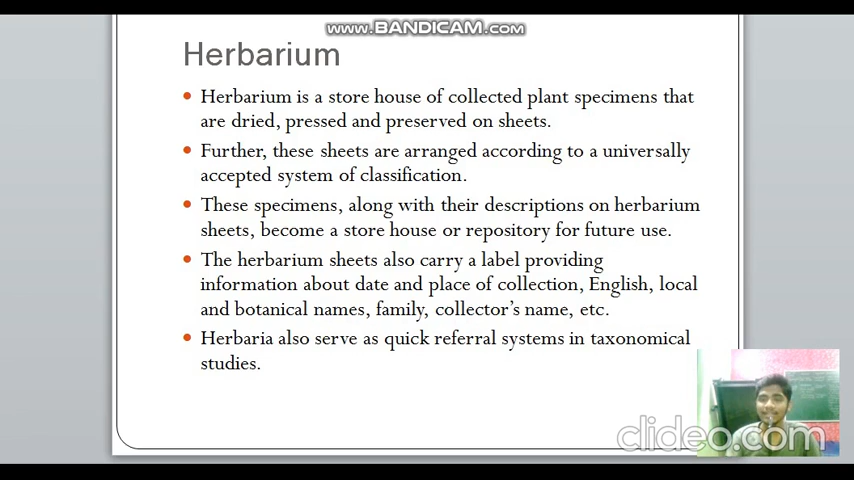 www.BANDICAM.com
Herbarium
• Herbarium is a store house of collected plant specimens that
are dried, pressed and preserved on sheets.
• Further, these sheets are arranged according to a universally
accepted system of classification.
• These specimens, along with their descriptions on herbarium
sheets, become a store house or repository for future use.
• The herbarium sheets also carry a label providing
information about date and place of collection, English, local
and botanical names, family, collector’s name, etc.
• Herbaria also serve as quick referral systems in taxonomical
studies.
clideo.com